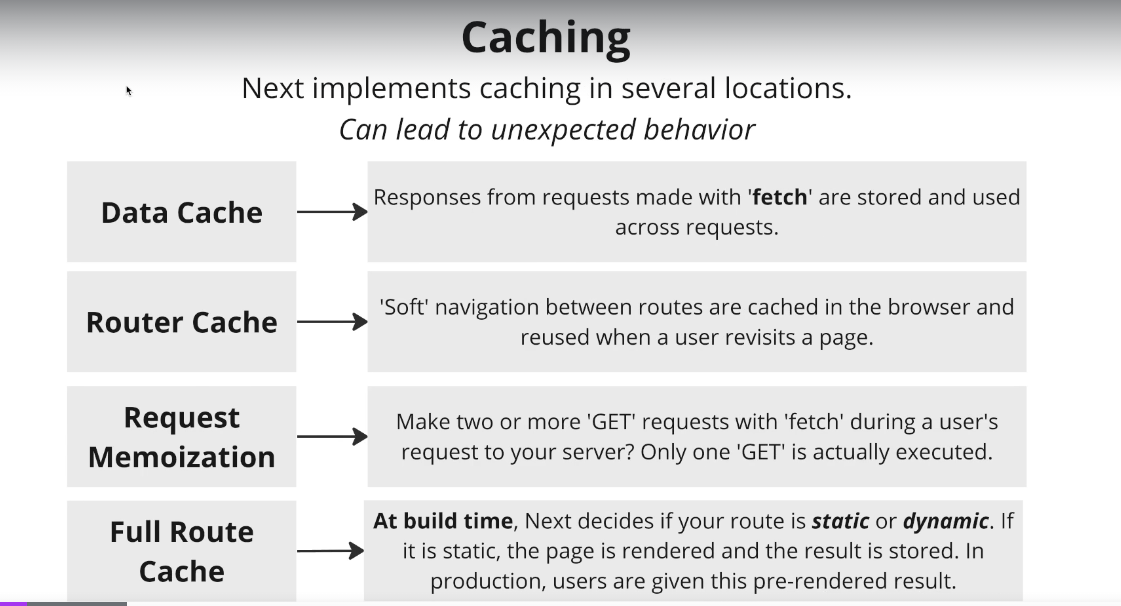 Caching
Next implements caching in several locations.
Can lead to unexpected behavior
Data Cache
Responses from requests made with 'fetch' are stored and used
across requests.
Router Cache
'Soft' navigation between routes are cached in the browser and
reused when a user revisits a page.
Request
Memoization
Make two or more 'GET' requests with 'fetch' during a user's
request to your server? Only one 'GET' is actually executed.
Full Route
Cache
At build time, Next decides if your route is static or dynamic. If
it is static, the page is rendered and the result is stored. In
production, users are given this pre-rendered result.